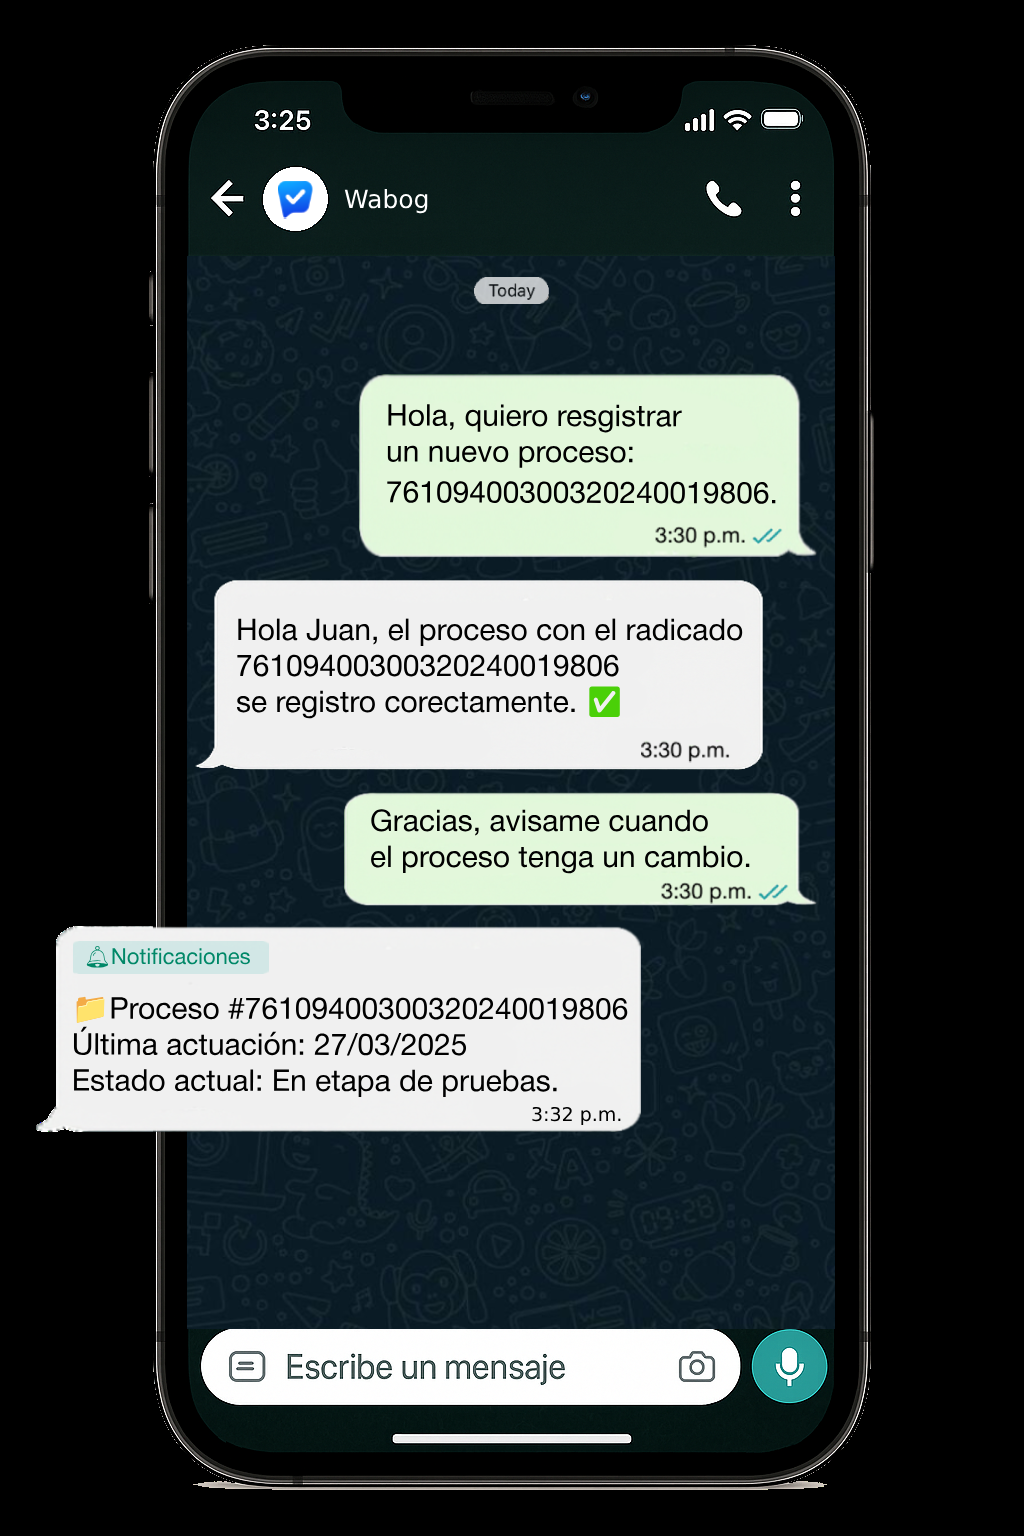 3:25
Wabog
Today
Hola, quiero resgistrar
un nuevo proceso:
76109400300320240019806.
3:30 p.m.
Hola Juan, el proceso con el radicado
76109400300320240019806
se registro corectamente. ✅
3:30 p.m.
Gracias, avisame cuando
el proceso tenga un cambio.
3:30 p.m.
Notificaciones
📁Proceso #76109400300320240019806
Última actuación: 27/03/2025
Estado actual: En etapa de pruebas.
3:32 p.m.
09:28
Escribe un mensaje